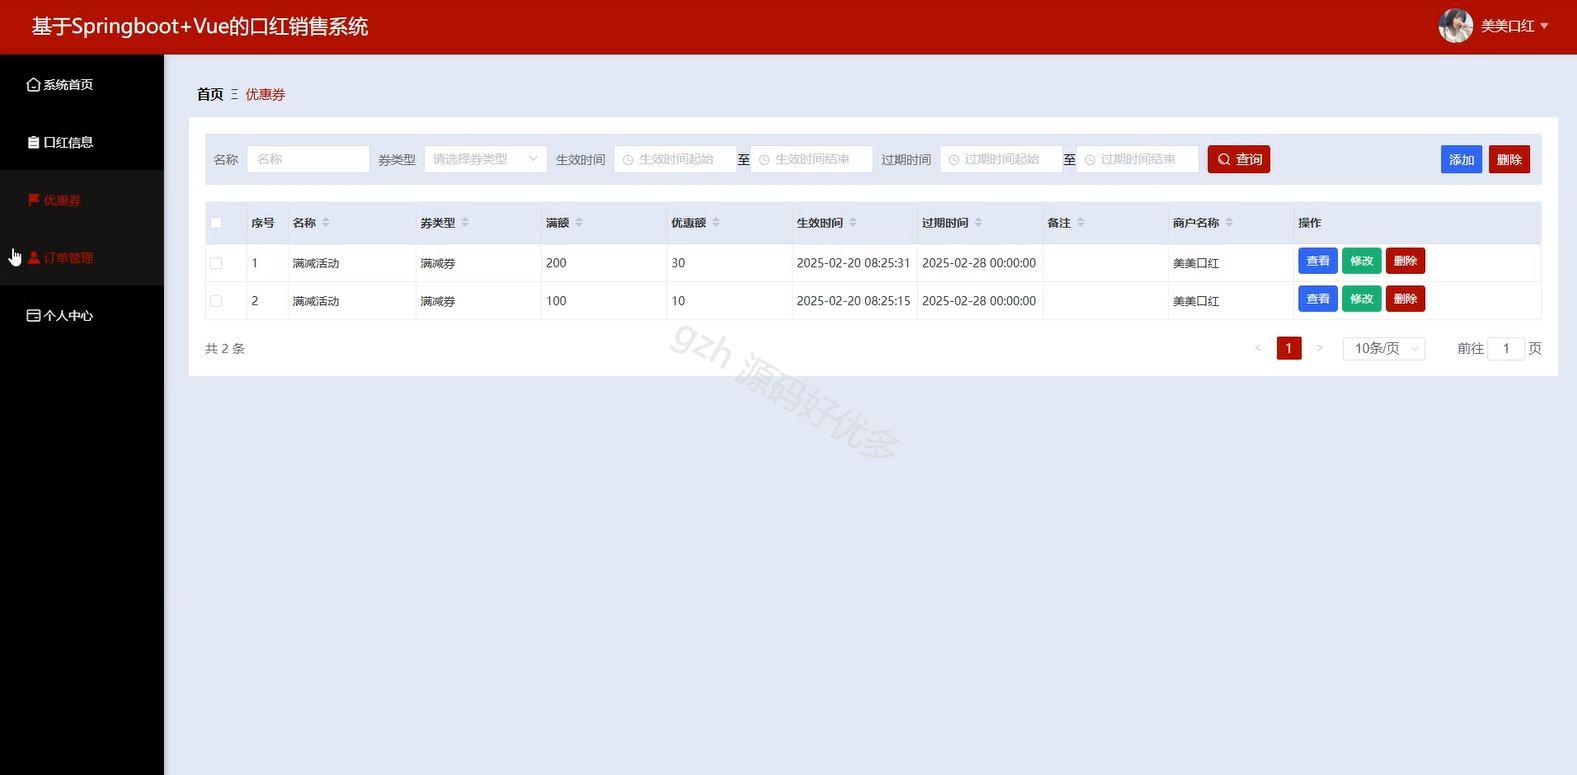 基于Springboot+Vue的口红销售系统
美美口红
系统首页
口红信息
优惠券
订单管理
个人中心
首页 优惠券
名称 名称 券类型 请选择券类型 生效时间 生效时间起始 至 生效时间结束 过期时间 过期时间起始 至 过期时间结束 查询 添加 删除
序号 名称 券类型 满额 优惠额 生效时间 过期时间 备注 商户名称 操作
1 满减活动 满减券 200 30 2025-02-20 08:25:31 2025-02-28 00:00:00 美美口红 查看 修改 删除
2 满减活动 满减券 100 10 2025-02-20 08:25:15 2025-02-28 00:00:00 美美口红 查看 修改 删除
共 2 条 < 1 > 10条/页 前往 1 页
gzh 源码好优多